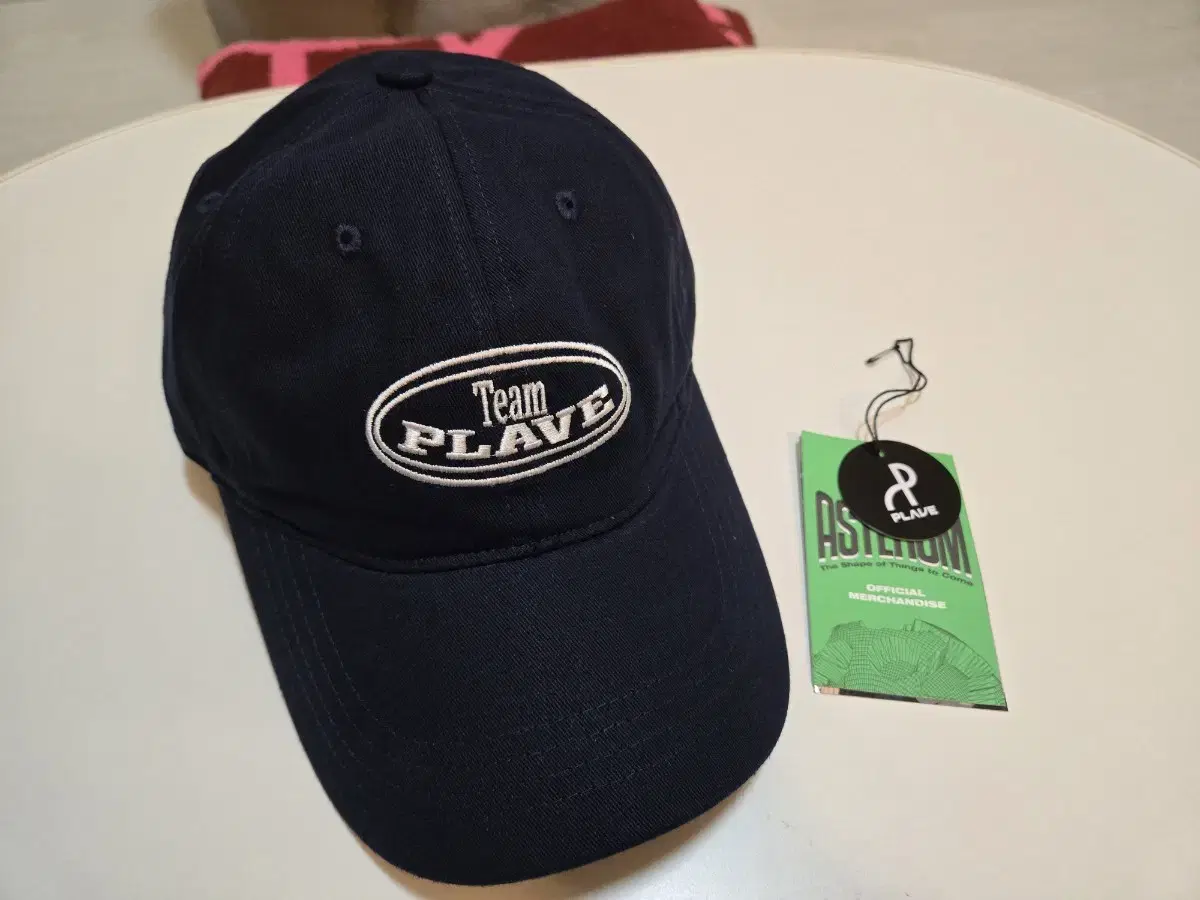 Team
PLAVE
PLAVE
ASTERUM
The Shape of Things to Come
OFFICIAL
MERCHANDISE